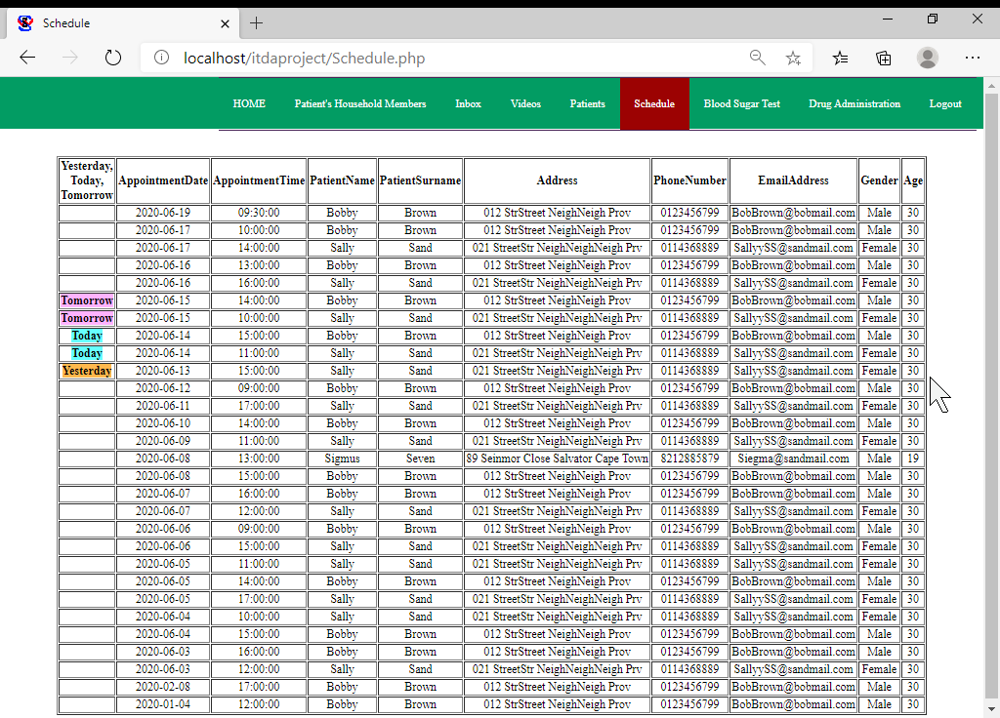 Schedule
localhost/itdaproject/Schedule.php
HOME Patient's Household Members Inbox Videos Patients Schedule Blood Sugar Test Drug Administration Logout
Yesterday, Today, Tomorrow AppointmentDate AppointmentTime PatientName PatientSurname Address PhoneNumber EmailAddress Gender Age
2020-06-19 09:30:00 Bobby Brown 012 StrStreet NeighNeigh Prov 0123456799 BobBrown@bobmail.com Male 30
2020-06-17 10:00:00 Bobby Brown 012 StrStreet NeighNeigh Prov 0123456799 BobBrown@bobmail.com Male 30
2020-06-17 14:00:00 Sally Sand 021 StreetStr NeighNeighNeigh Prv 0114368889 SallyySS@sandmail.com Female 30
2020-06-16 13:00:00 Bobby Brown 012 StrStreet NeighNeigh Prov 0123456799 BobBrown@bobmail.com Male 30
2020-06-16 16:00:00 Sally Sand 021 StreetStr NeighNeighNeigh Prv 0114368889 SallyySS@sandmail.com Female 30
Tomorrow 2020-06-15 14:00:00 Bobby Brown 012 StrStreet NeighNeigh Prov 0123456799 BobBrown@bobmail.com Male 30
Tomorrow 2020-06-15 10:00:00 Sally Sand 021 StreetStr NeighNeighNeigh Prv 0114368889 SallyySS@sandmail.com Female 30
Today 2020-06-14 15:00:00 Bobby Brown 012 StrStreet NeighNeigh Prov 0123456799 BobBrown@bobmail.com Male 30
Today 2020-06-14 11:00:00 Sally Sand 021 StreetStr NeighNeighNeigh Prv 0114368889 SallyySS@sandmail.com Female 30
Yesterday 2020-06-13 15:00:00 Sally Sand 021 StreetStr NeighNeighNeigh Prv 0114368889 SallyySS@sandmail.com Female 30
2020-06-12 09:00:00 Bobby Brown 012 StrStreet NeighNeigh Prov 0123456799 BobBrown@bobmail.com Male 30
2020-06-11 17:00:00 Sally Sand 021 StreetStr NeighNeighNeigh Prv 0114368889 SallyySS@sandmail.com Female 30
2020-06-10 14:00:00 Bobby Brown 012 StrStreet NeighNeigh Prov 0123456799 BobBrown@bobmail.com Male 30
2020-06-09 11:00:00 Sally Sand 021 StreetStr NeighNeighNeigh Prv 0114368889 SallyySS@sandmail.com Female 30
2020-06-08 13:00:00 Sigmus Seven 89 Seinmor Close Salvator Cape Town 8212885879 Siegma@sandmail.com Male 19
2020-06-08 15:00:00 Bobby Brown 012 StrStreet NeighNeigh Prov 0123456799 BobBrown@bobmail.com Male 30
2020-06-07 16:00:00 Bobby Brown 012 StrStreet NeighNeigh Prov 0123456799 BobBrown@bobmail.com Male 30
2020-06-07 12:00:00 Sally Sand 021 StreetStr NeighNeighNeigh Prv 0114368889 SallyySS@sandmail.com Female 30
2020-06-06 09:00:00 Bobby Brown 012 StrStreet NeighNeigh Prov 0123456799 BobBrown@bobmail.com Male 30
2020-06-06 15:00:00 Sally Sand 021 StreetStr NeighNeighNeigh Prv 0114368889 SallyySS@sandmail.com Female 30
2020-06-05 11:00:00 Sally Sand 021 StreetStr NeighNeighNeigh Prv 0114368889 SallyySS@sandmail.com Female 30
2020-06-05 14:00:00 Bobby Brown 012 StrStreet NeighNeigh Prov 0123456799 BobBrown@bobmail.com Male 30
2020-06-05 17:00:00 Sally Sand 021 StreetStr NeighNeighNeigh Prv 0114368889 SallyySS@sandmail.com Female 30
2020-06-04 10:00:00 Sally Sand 021 StreetStr NeighNeighNeigh Prv 0114368889 SallyySS@sandmail.com Female 30
2020-06-04 15:00:00 Bobby Brown 012 StrStreet NeighNeigh Prov 0123456799 BobBrown@bobmail.com Male 30
2020-06-03 16:00:00 Bobby Brown 012 StrStreet NeighNeigh Prov 0123456799 BobBrown@bobmail.com Male 30
2020-06-03 12:00:00 Sally Sand 021 StreetStr NeighNeighNeigh Prv 0114368889 SallyySS@sandmail.com Female 30
2020-02-08 17:00:00 Bobby Brown 012 StrStreet NeighNeigh Prov 0123456799 BobBrown@bobmail.com Male 30
2020-01-04 12:00:00 Bobby Brown 012 StrStreet NeighNeigh Prov 0123456799 BobBrown@bobmail.com Male 30